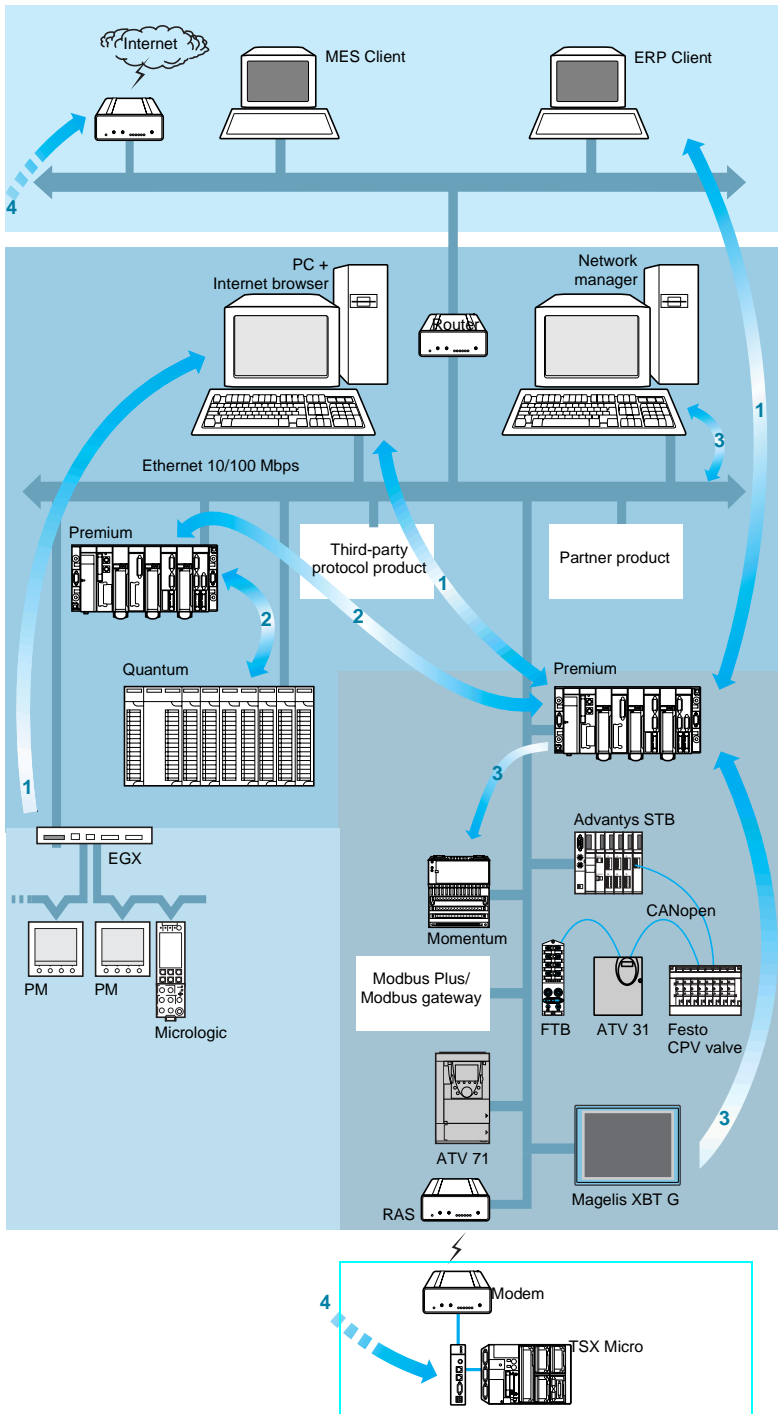 Internet
MES Client
ERP Client
4
PC +
Internet browser
Network
manager
Router
1
3
Ethernet 10/100 Mbps
Premium
Third-party
protocol product
Partner product
1
2
2
Quantum
Premium
1
3
EGX
Advantys STB
CANopen
Momentum
PM
PM
Micrologic
Modbus Plus/
Modbus gateway
FTB
ATV 31
Festo
CPV valve
3
ATV 71
Magelis XBT G
RAS
Modem
4
TSX Micro